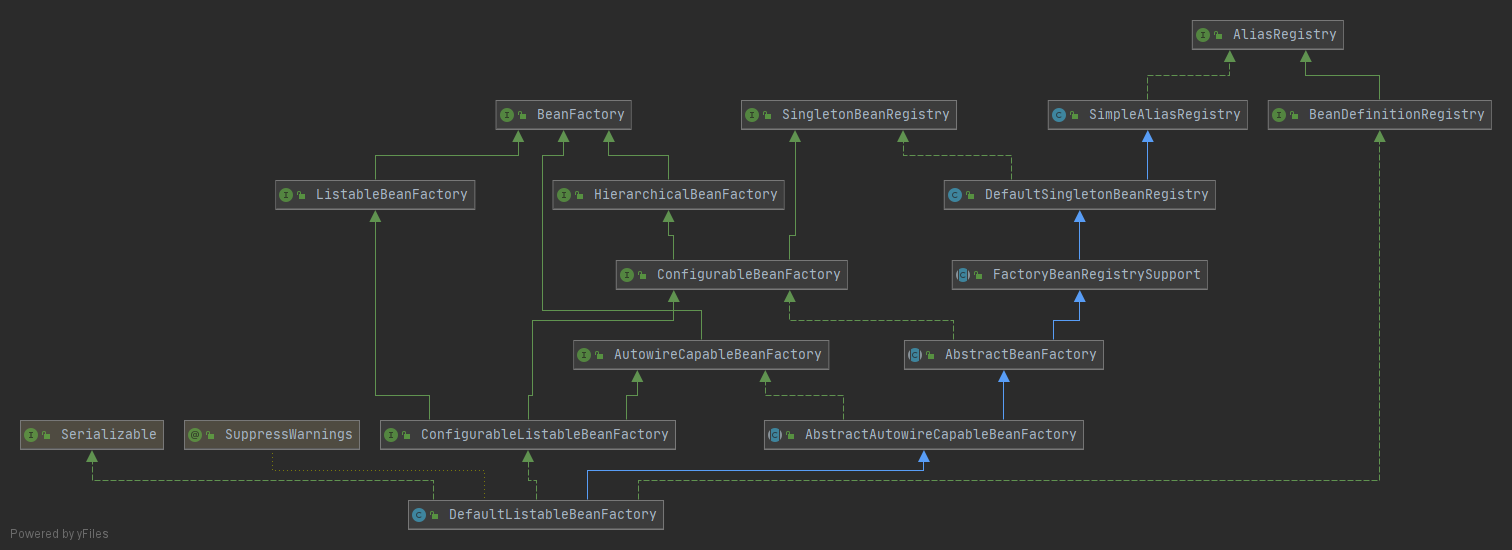 AliasRegistry
BeanFactory
SingletonBeanRegistry
SimpleAliasRegistry
BeanDefinitionRegistry
ListableBeanFactory
HierarchicalBeanFactory
DefaultSingletonBeanRegistry
ConfigurableBeanFactory
FactoryBeanRegistrySupport
AutowireCapableBeanFactory
AbstractBeanFactory
Serializable
SuppressWarnings
ConfigurableListableBeanFactory
AbstractAutowireCapableBeanFactory
DefaultListableBeanFactory
Powered by yFiles